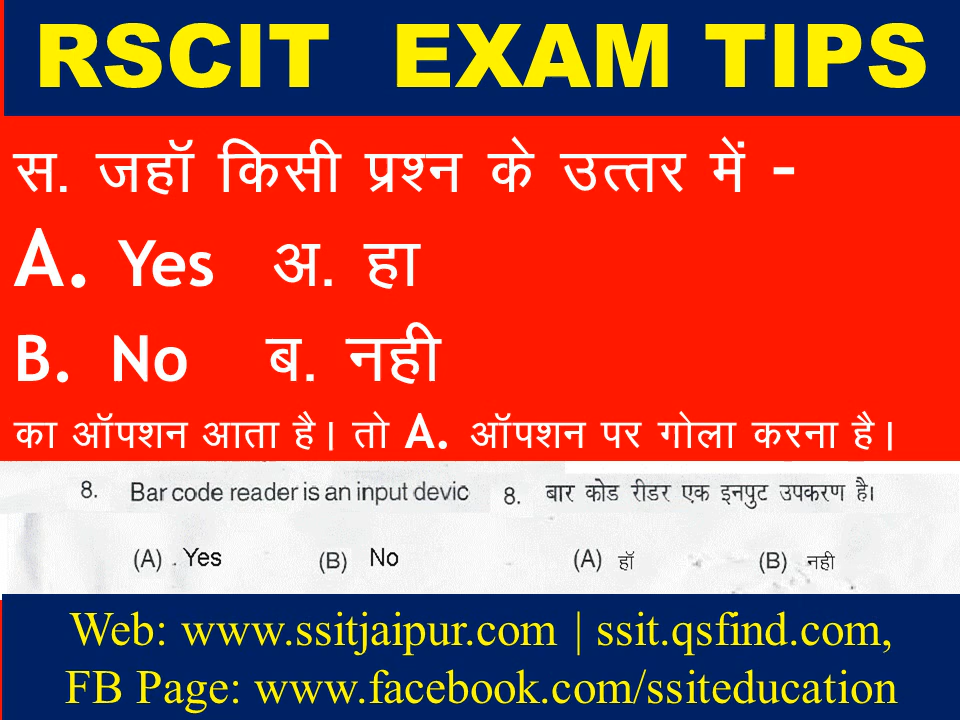 RSCIT EXAM TIPS
स. जहॉ किसी प्रश्न के उत्तर में -
A. Yes अ. हा
B. No ब. नही
का ऑपशन आता है। तो A. ऑपशन पर गोला करना है।
8. Bar code reader is an input devic 8. बार कोड रीडर एक इनपुट उपकरण है।
(A) Yes (B) No (A) हॉ (B) नही
Web: www.ssitjaipur.com | ssit.qsfind.com,
FB Page: www.facebook.com/ssiteducation